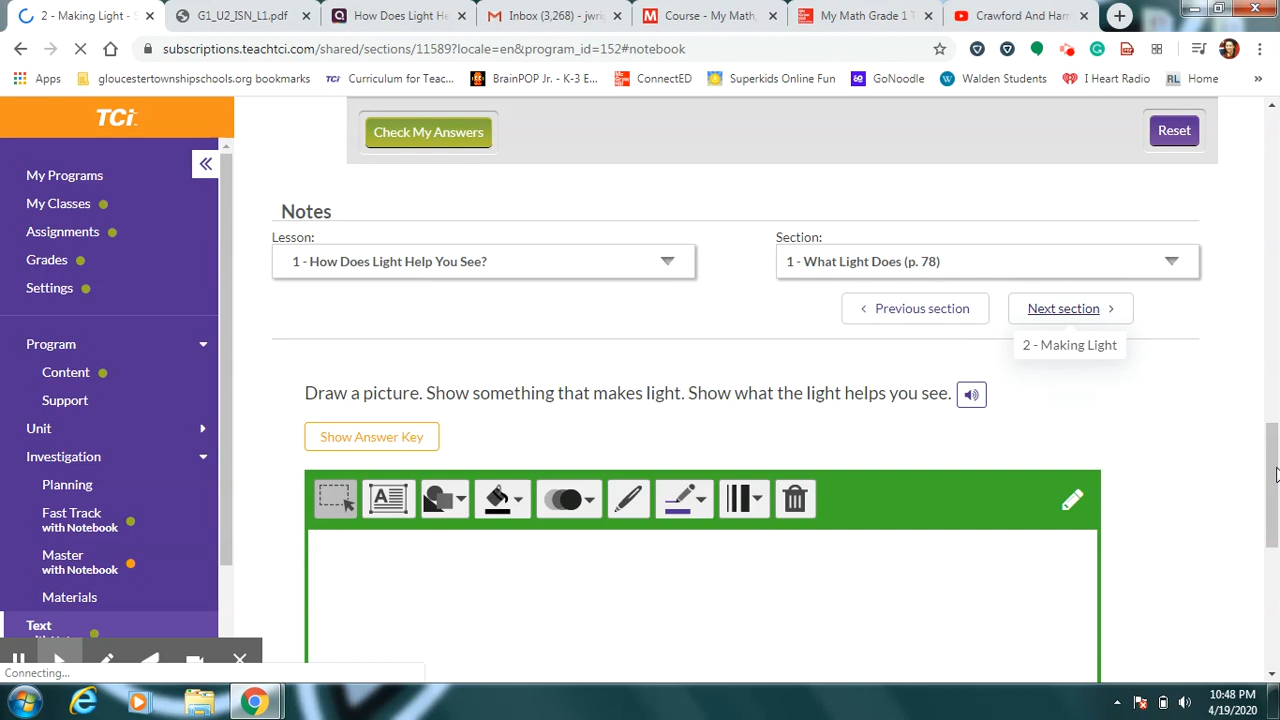 2 - Making Light - S
G1_U2_ISN_L1.pdf
How Does Light He
Inbox (
- jwri
Course - My Math,
My Math Grade 1 T
Crawford And Harr
subscriptions.teachtci.com/shared/sections/11589?locale=en&program_id=152#notebook
Apps
gloucestertownshipschools.org bookmarks
TCi Curriculum for Teac...
BrainPOP Jr. - K-3 E...
ConnectED
Superkids Online Fun
GoNoodle
Walden Students
I Heart Radio
RL Home
»
TCi
My Programs
My Classes
Assignments
Grades
Settings
Program
Content
Support
Unit
Investigation
Planning
Fast Track
with Notebook
Master
with Notebook
Materials
Text
Connecting...
Check My Answers
Reset
Notes
Lesson:
Section:
1 - How Does Light Help You See?
1 - What Light Does (p. 78)
Previous section
Next section
2 - Making Light
Draw a picture. Show something that makes light. Show what the light helps you see.
Show Answer Key
A
10:48 PM
4/19/2020